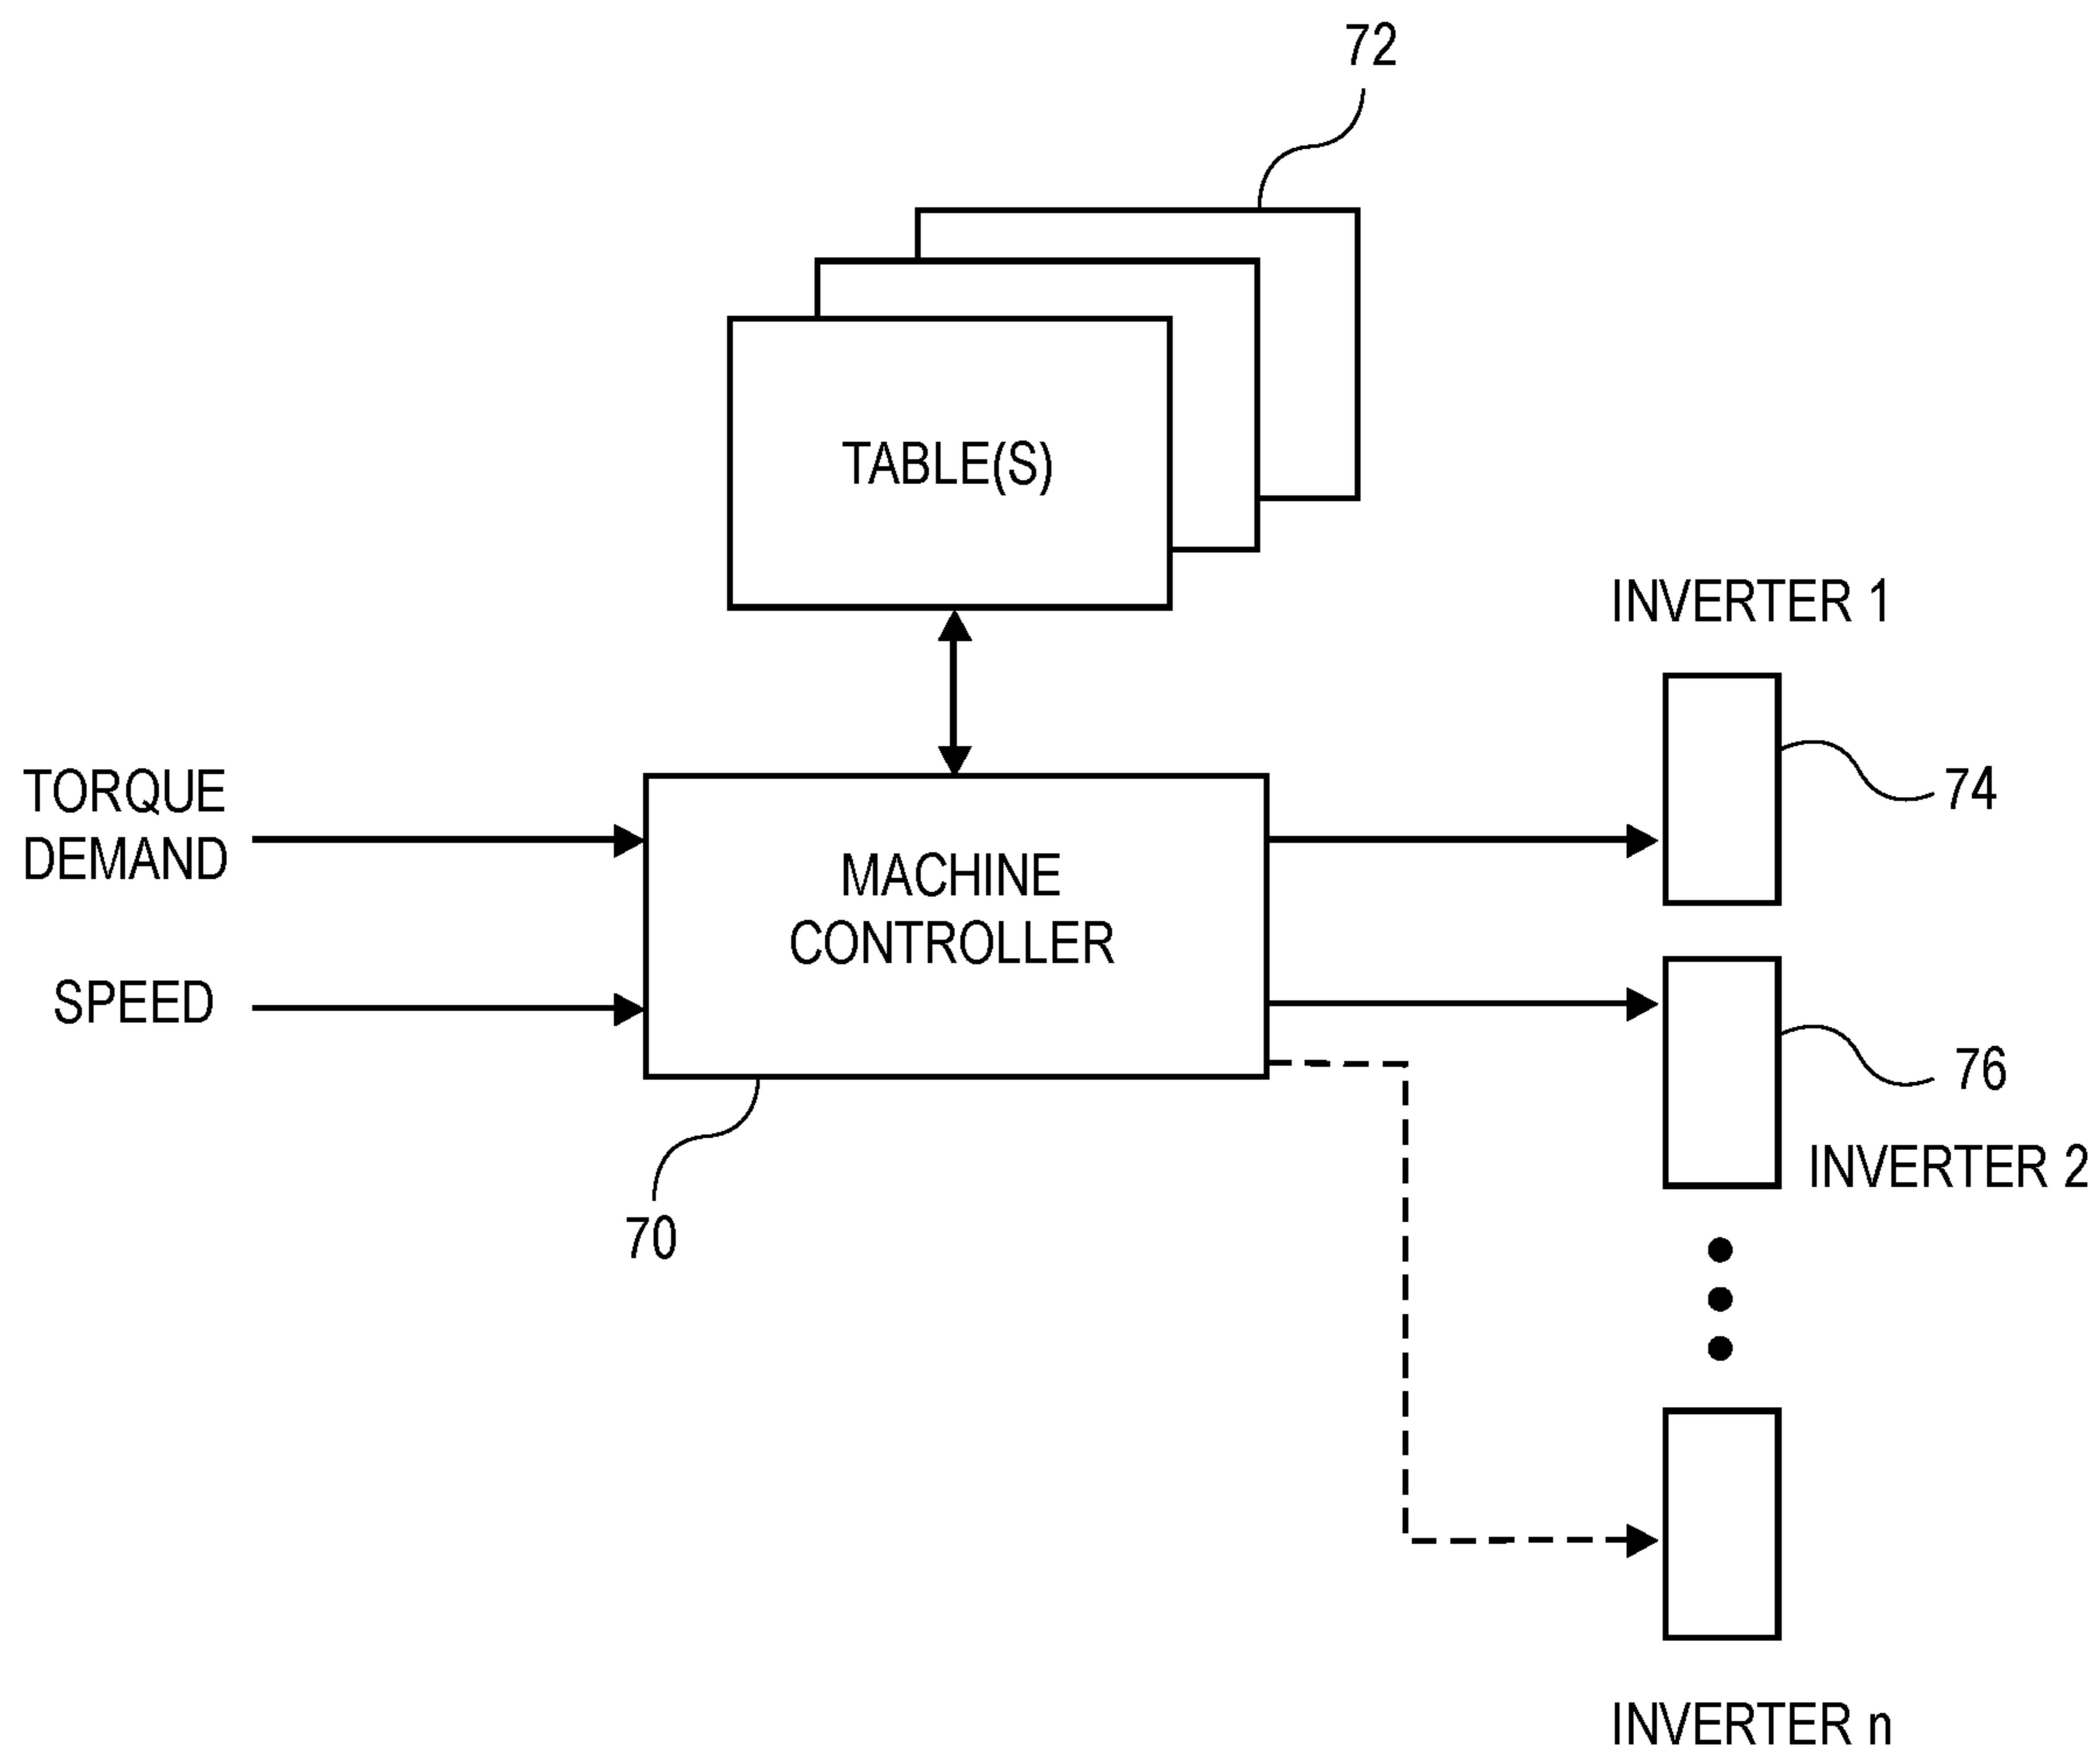 72
TABLE(S)
INVERTER 1
TORQUE
DEMAND
74
MACHINE
CONTROLLER
SPEED
76
INVERTER 2
70
INVERTER n